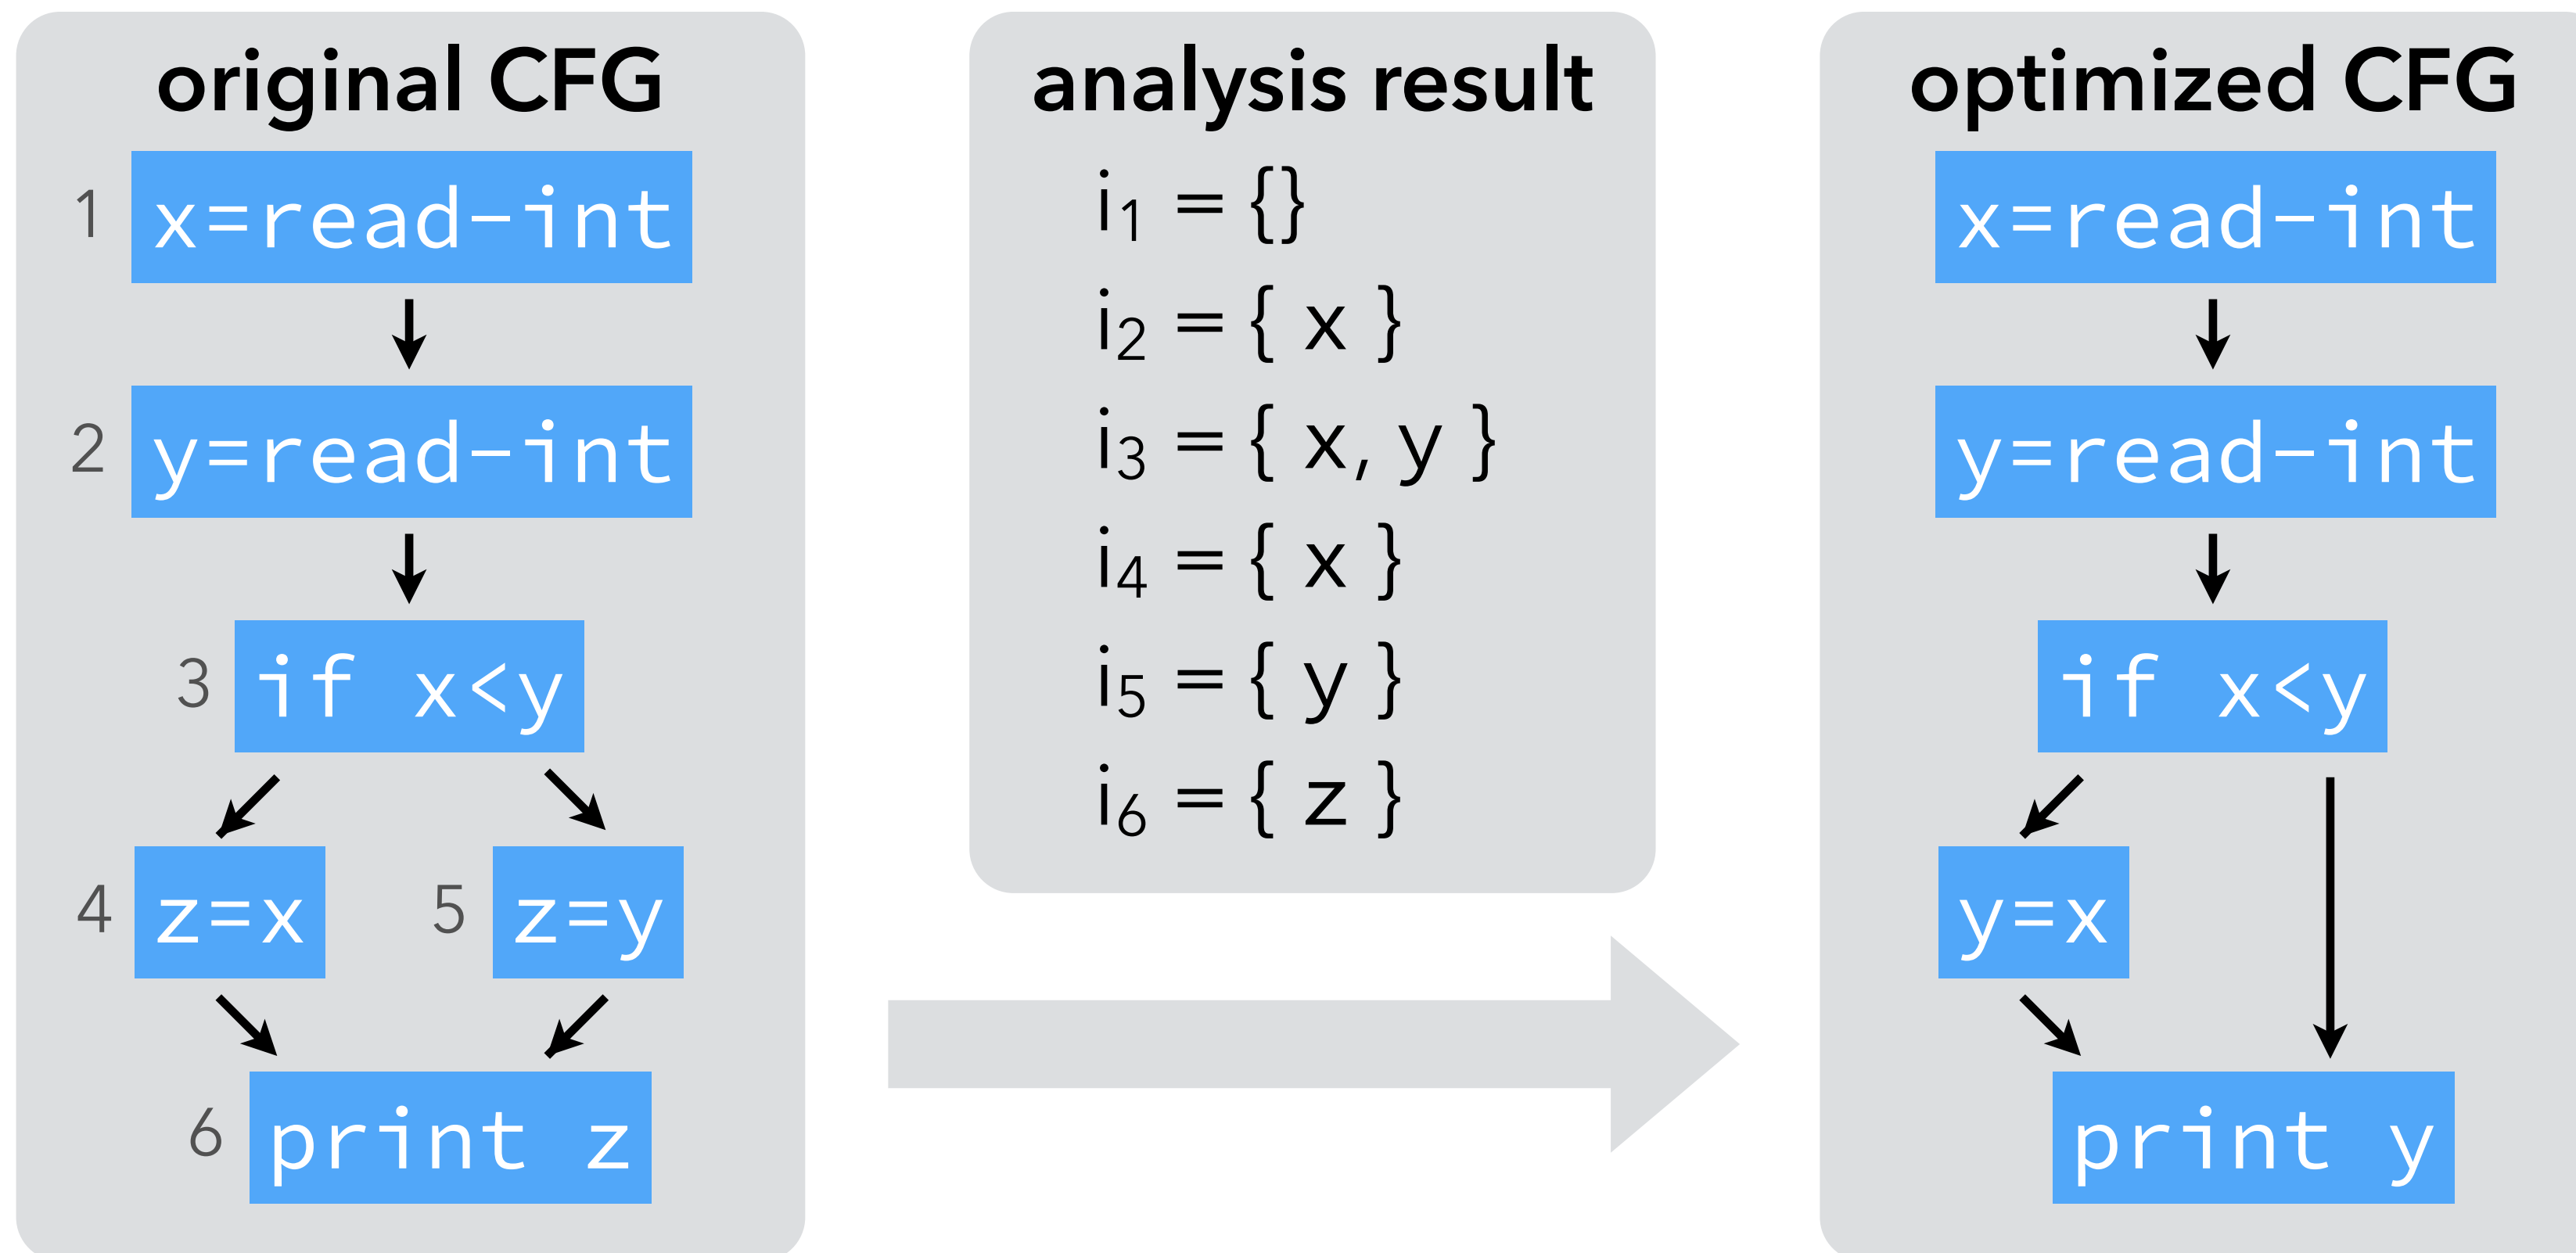 original CFG
1 x=read-int
2 y=read-int
3 if x<y
4 z=x 5 z=y
6 print z
analysis result
i₁ = {}
i₂ = { x }
i₃ = { x, y }
i₄ = { x }
i₅ = { y }
i₆ = { z }
optimized CFG
x=read-int
y=read-int
if x<y
y=x
print y